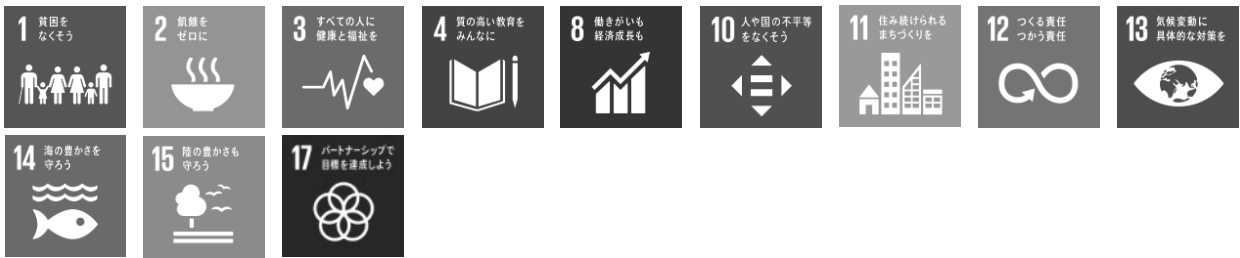 1 貧困を
なくそう
2 飢餓を
ゼロに
3 すべての人に
健康と福祉を
4 質の高い教育を
みんなに
8 働きがいも
経済成長も
10 人や国の不平等
をなくそう
11 住み続けられる
まちづくりを
12 つくる責任
つかう責任
13 気候変動に
具体的な対策を
14 海の豊かさを
守ろう
15 陸の豊かさも
守ろう
17 パートナーシップで
目標を達成しよう